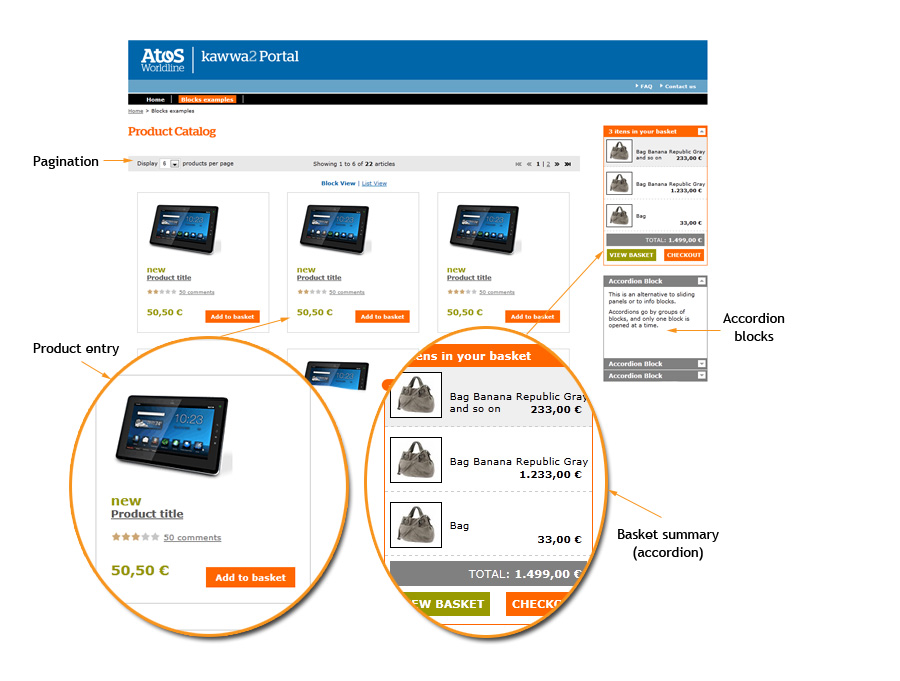 Atos
Worldline
kawwa2 Portal
FAQ Contact us
Home Blocks examples
Home > Blocks examples
Product Catalog
Pagination
Display 6 products per page
Showing 1 to 6 of 22 articles
1 | 2
Block View | List View
new
Product title
50 comments
50,50 €
Add to basket
new
Product title
50 comments
50,50 €
Add to basket
new
Product title
50 comments
50,50 €
Add to basket
3 itens in your basket
Bag Banana Republic Gray
and so on 233,00 €
Bag Banana Republic Gray
1.233,00 €
Bag
33,00 €
TOTAL: 1.499,00 €
VIEW BASKET CHECKOUT
Accordion Block
This is an alternative to sliding
panels or to info blocks.
Accordions go by groups of
blocks, and only one block is
opened at a time.
Accordion Block
Accordion Block
Accordion
blocks
Product entry
new
Product title
50 comments
50,50 €
Add to basket
ens in your basket
Bag Banana Republic Gray
and so on 233,00 €
Bag Banana Republic Gray
1.233,00 €
Bag
33,00 €
TOTAL: 1.499,00 €
EW BASKET CHECKO
Basket summary
(accordion)